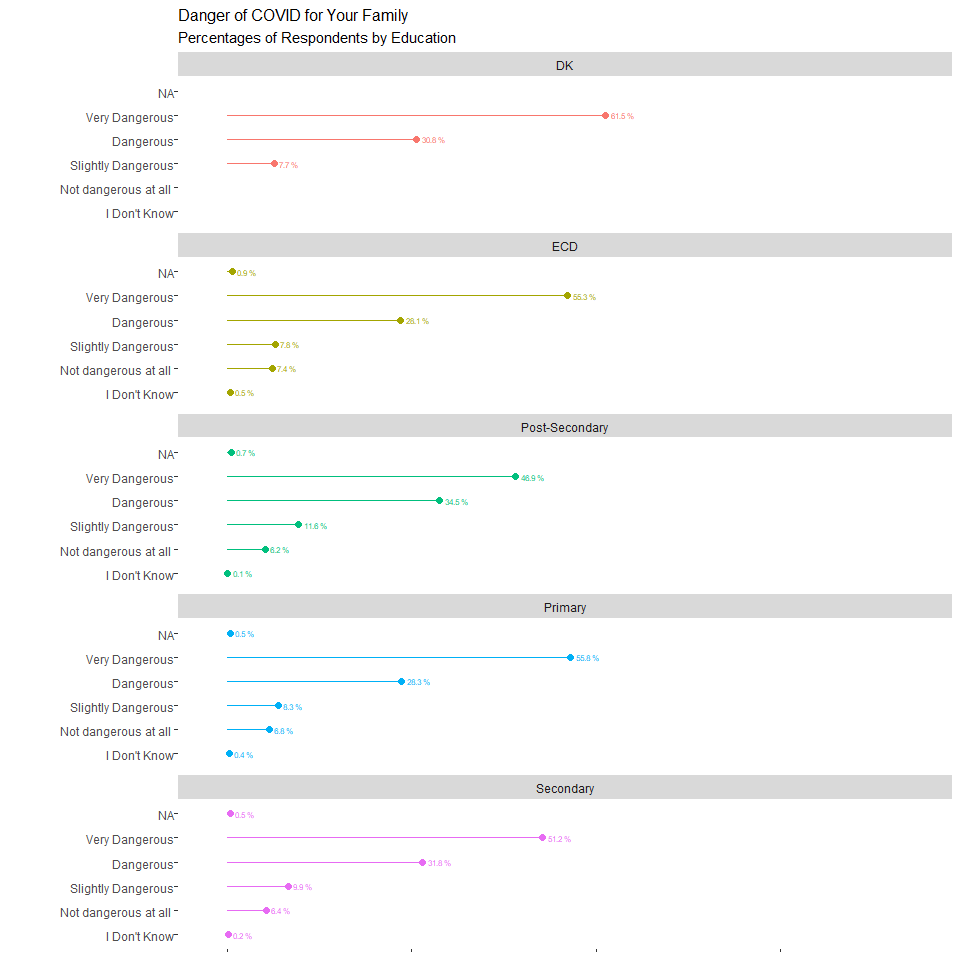 Danger of COVID for Your Family
Percentages of Respondents by Education
DK
NA
Very Dangerous 61.5 %
Dangerous 30.8 %
Slightly Dangerous 7.7 %
Not dangerous at all
I Don't Know
ECD
NA 0.9 %
Very Dangerous 55.3 %
Dangerous 28.1 %
Slightly Dangerous 7.8 %
Not dangerous at all 7.4 %
I Don't Know 0.5 %
Post-Secondary
NA 0.7 %
Very Dangerous 46.9 %
Dangerous 34.5 %
Slightly Dangerous 11.6 %
Not dangerous at all 6.2 %
I Don't Know 0.1 %
Primary
NA 0.5 %
Very Dangerous 55.8 %
Dangerous 28.3 %
Slightly Dangerous 8.3 %
Not dangerous at all 6.8 %
I Don't Know 0.4 %
Secondary
NA 0.5 %
Very Dangerous 51.2 %
Dangerous 31.8 %
Slightly Dangerous 9.9 %
Not dangerous at all 6.4 %
I Don't Know 0.2 %